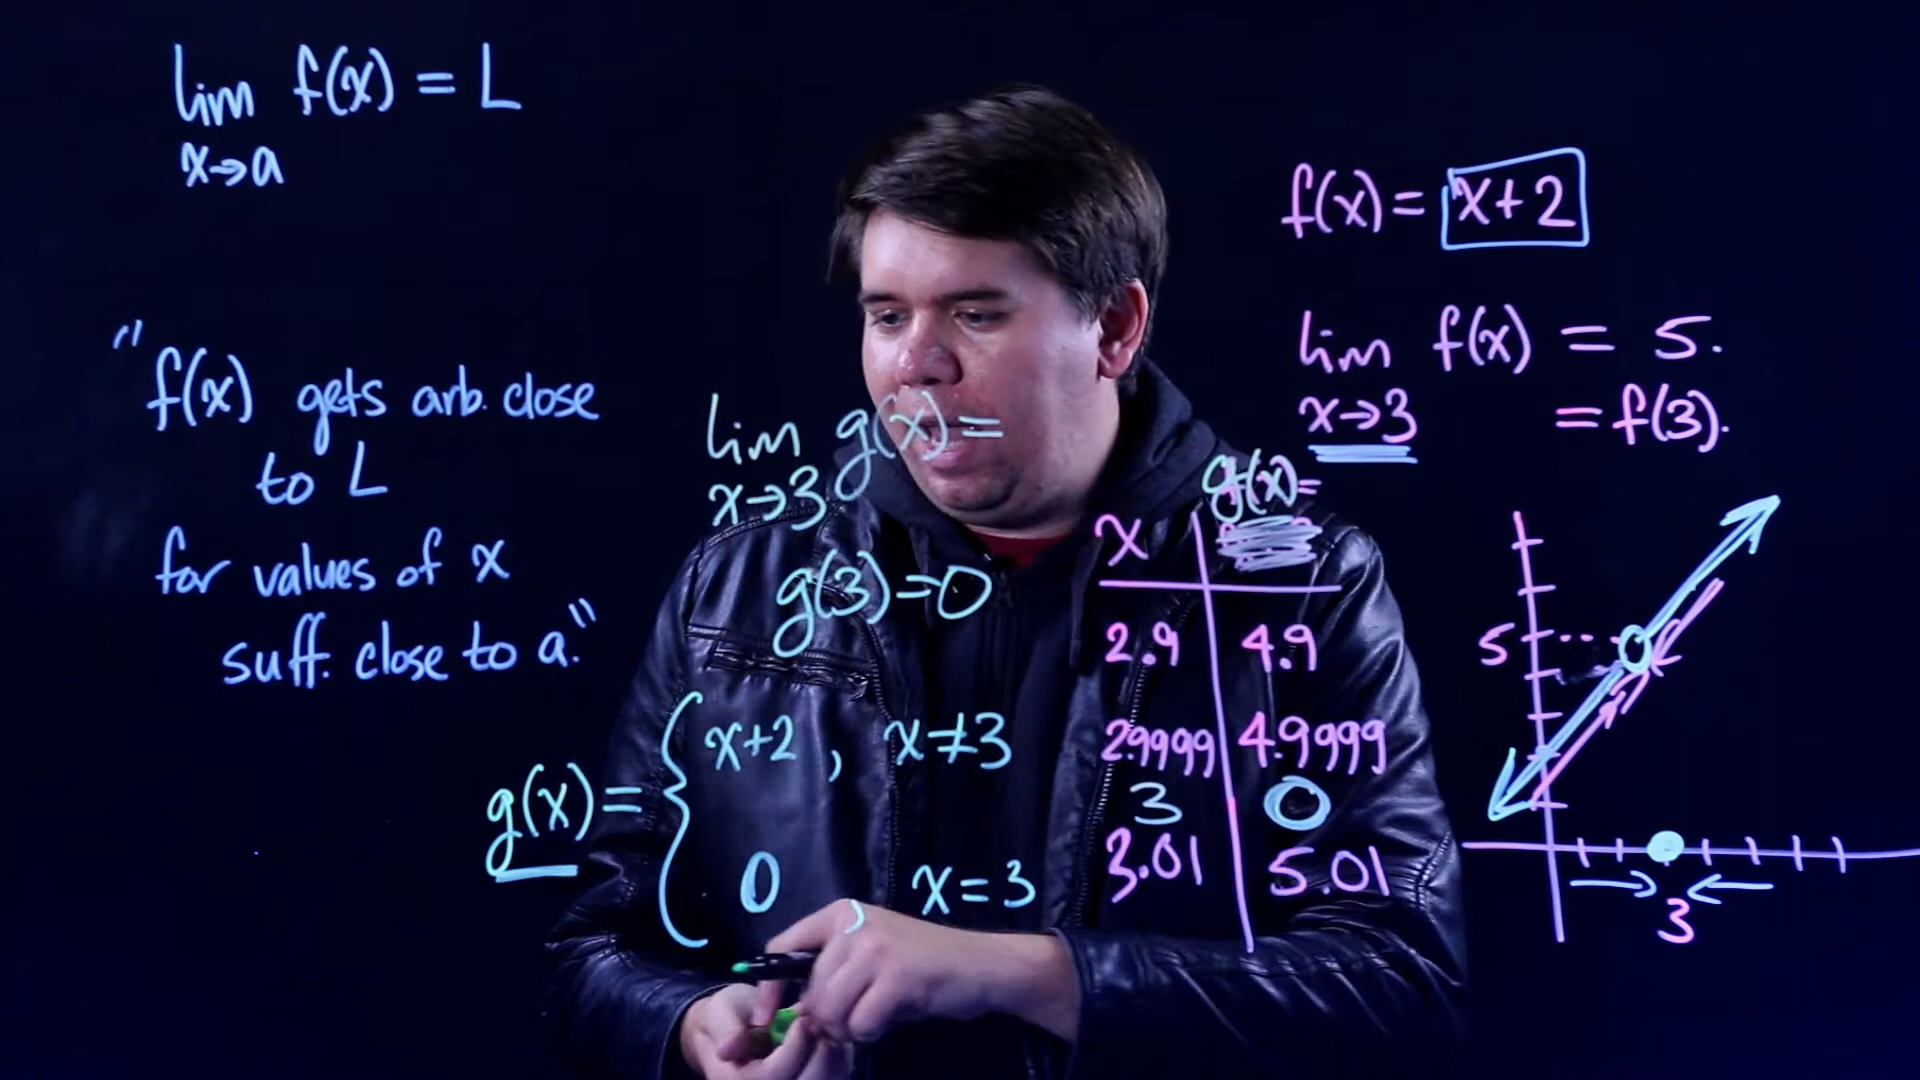 lim f(x) = L
x→a
"f(x) gets arb. close
to L
for values of x
suff. close to a."
lim g(x) =
x→3
g(3)=0
g(x) = { x+2 , x≠3
0 , x=3
f(x) = x+2
lim f(x) = 5.
x→3 = f(3).
x g(x)=
2.9 4.9
2.9999 4.9999
3 0
3.01 5.01
5
3